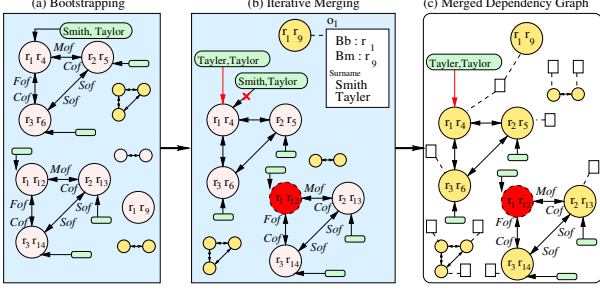 (a) Bootstrapping
Smith, Taylor
r1 r4
Mof
Cof
r2 r5
Fof
Cof
Sof
r3 r6
r1 r12
Mof
Cof
r2 r13
Fof
Cof
Sof
Sof
r1 r9
r3 r14
(b) Iterative Merging
r1 r9
o1
Bb : r1
Bm : r9
Surname
Smith
Tayler
Tayler,Taylor
Smith,Taylor
r1 r4
r2 r5
r3 r6
r1 r12
Mof
Cof
r2 r13
Fof
Cof
Sof
Sof
r3 r14
(c) Merged Dependency Graph
r1 r9
Tayler,Taylor
r1 r4
r2 r5
r3 r6
r1 r12
Mof
Cof
r2 r13
Fof
Cof
Sof
Sof
r3 r14